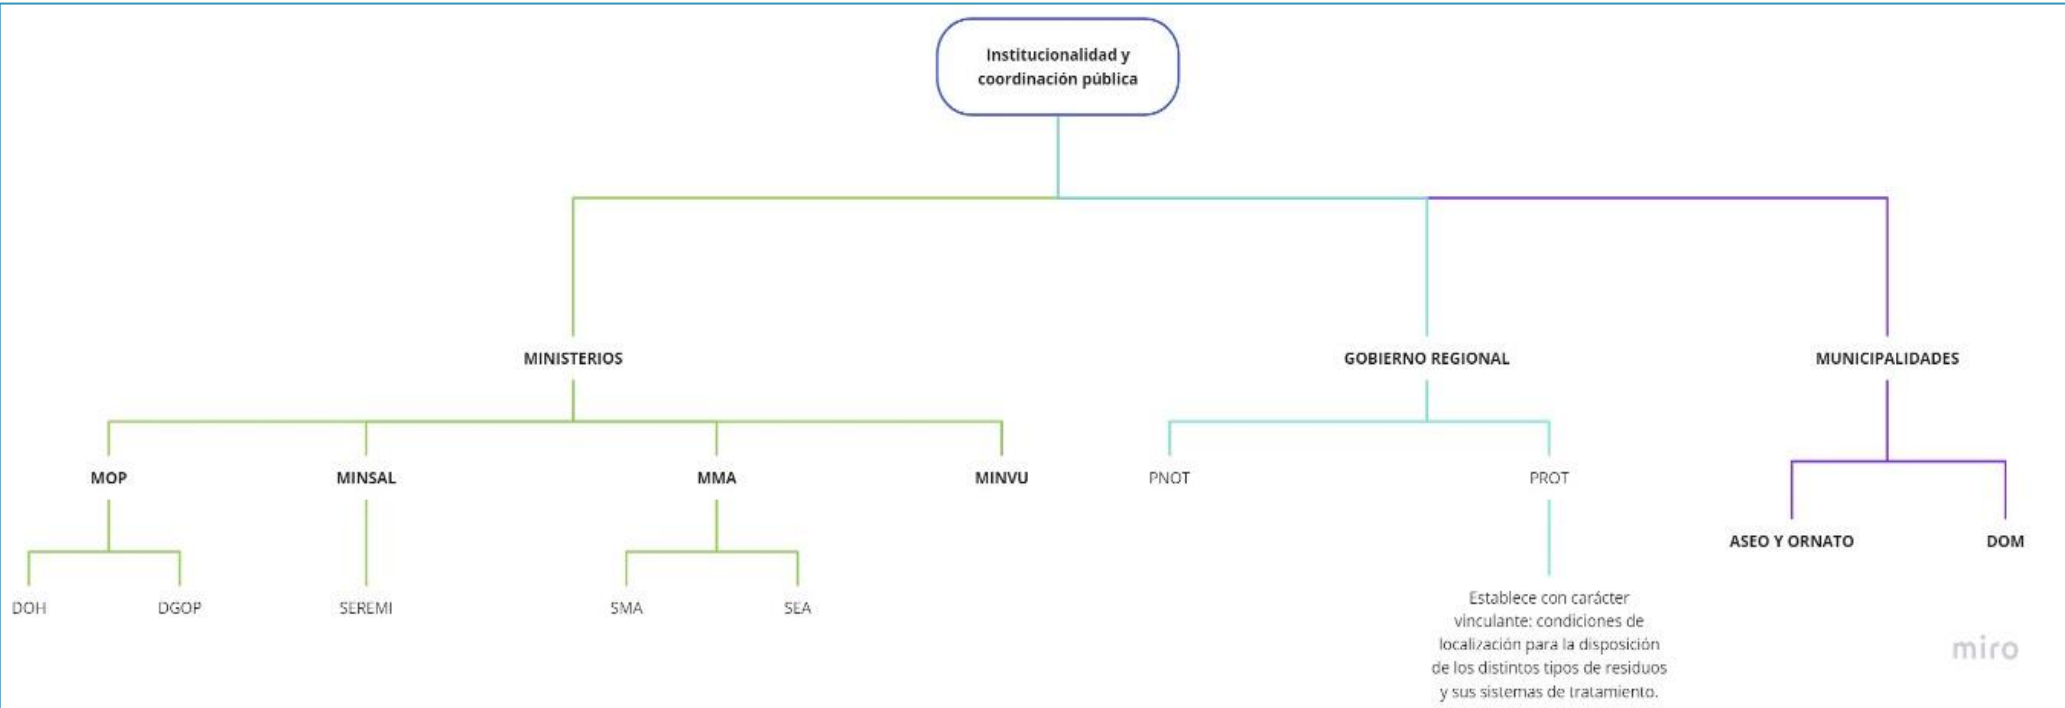 Institucionalidad y
coordinación pública
MINISTERIOS
GOBIERNO REGIONAL
MUNICIPALIDADES
MOP
MINSAL
MMA
MINVU
PNOT
PROT
ASEO Y ORNATO
DOM
DOH
DGOP
SEREMI
SMA
SEA
Establece con carácter
vinculante: condiciones de
localización para la disposición
de los distintos tipos de residuos
y sus sistemas de tratamiento.
miro